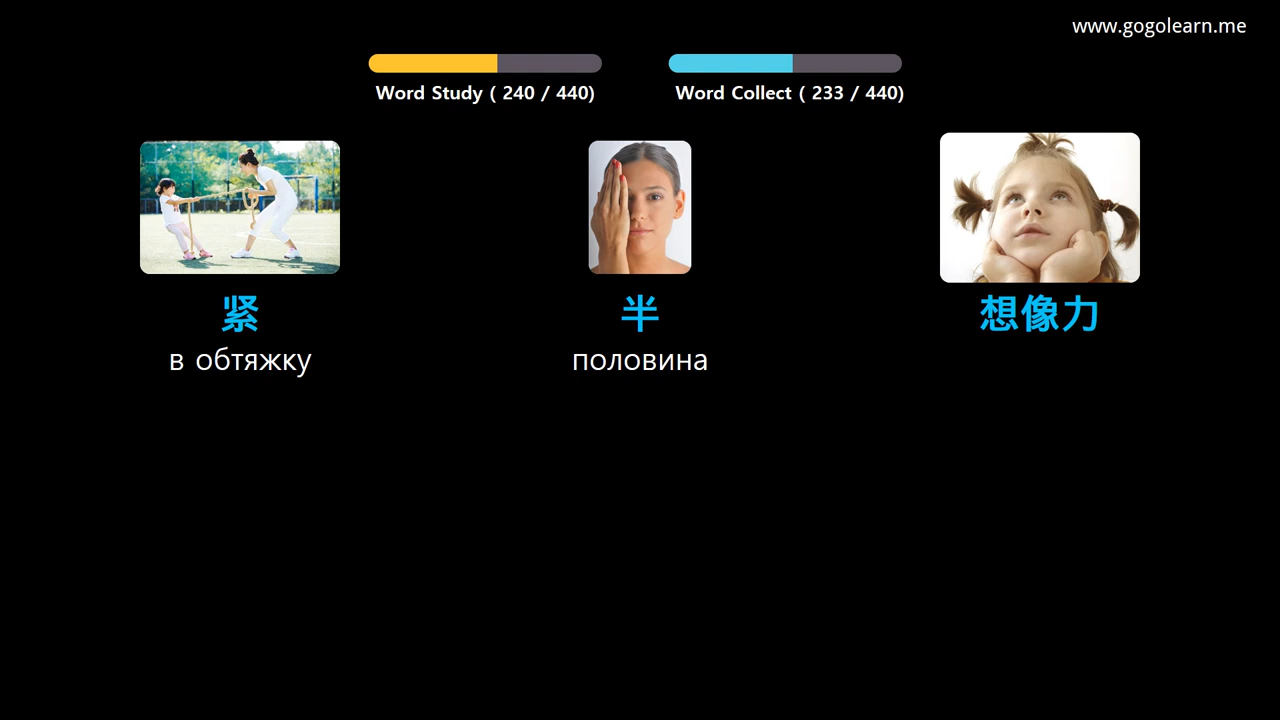 www.gogolearn.me
Word Study ( 240 / 440)
Word Collect ( 233 / 440)
紧
半
想像力
в обтяжку
половина